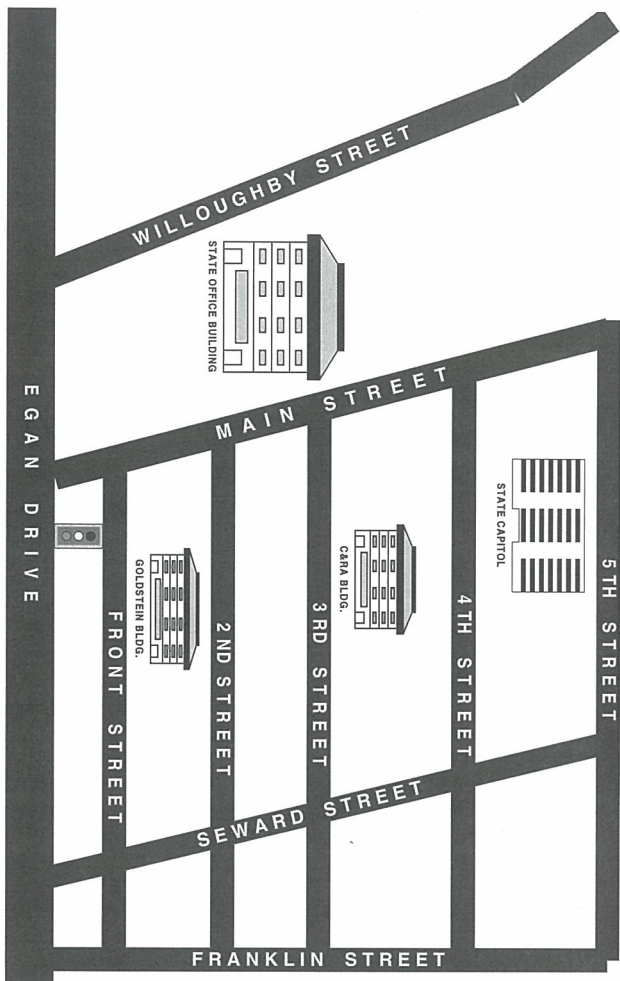 WILLOUGHBY STREET
STATE OFFICE BUILDING
MAIN STREET
EGAN DRIVE
STATE CAPITOL
5TH STREET
C&RA BLDG.
4TH STREET
3RD STREET
GOLDSTEIN BLDG.
2ND STREET
FRONT STREET
SEWARD STREET
FRANKLIN STREET